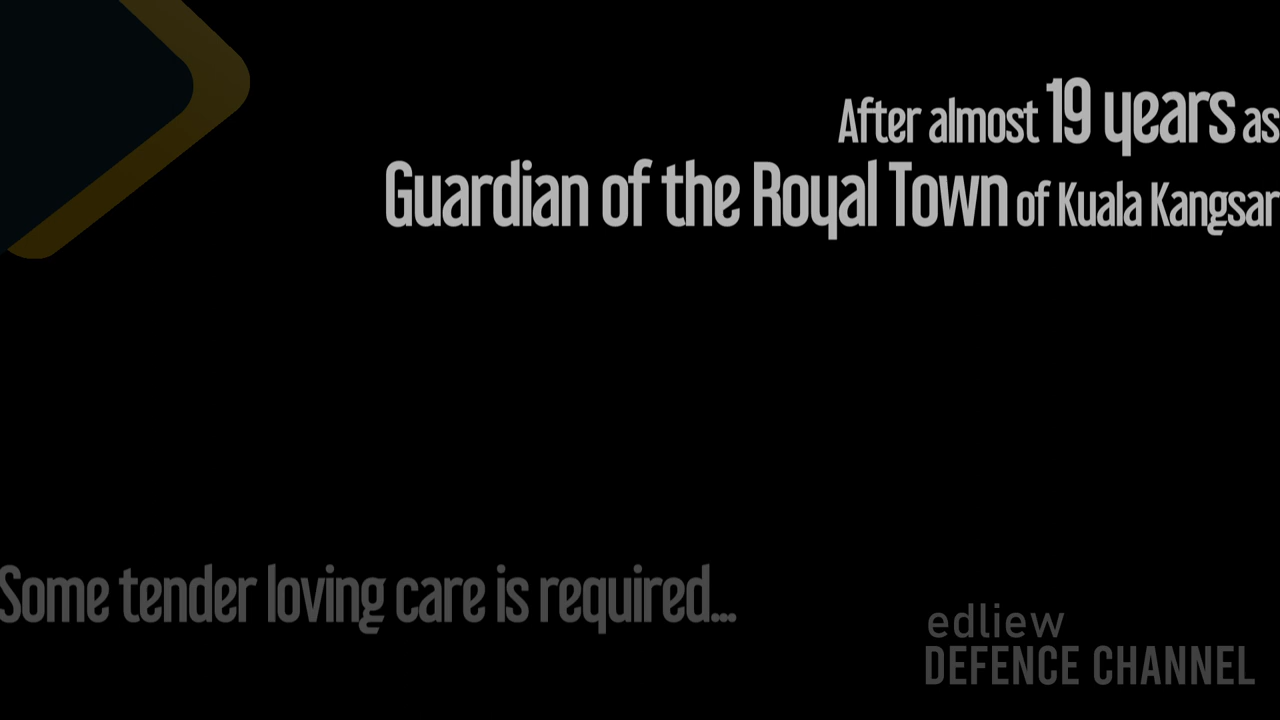 After almost 19 years as
Guardian of the Royal Town of Kuala Kangsar
Some tender loving care is required...
edliew
DEFENCE CHANNEL